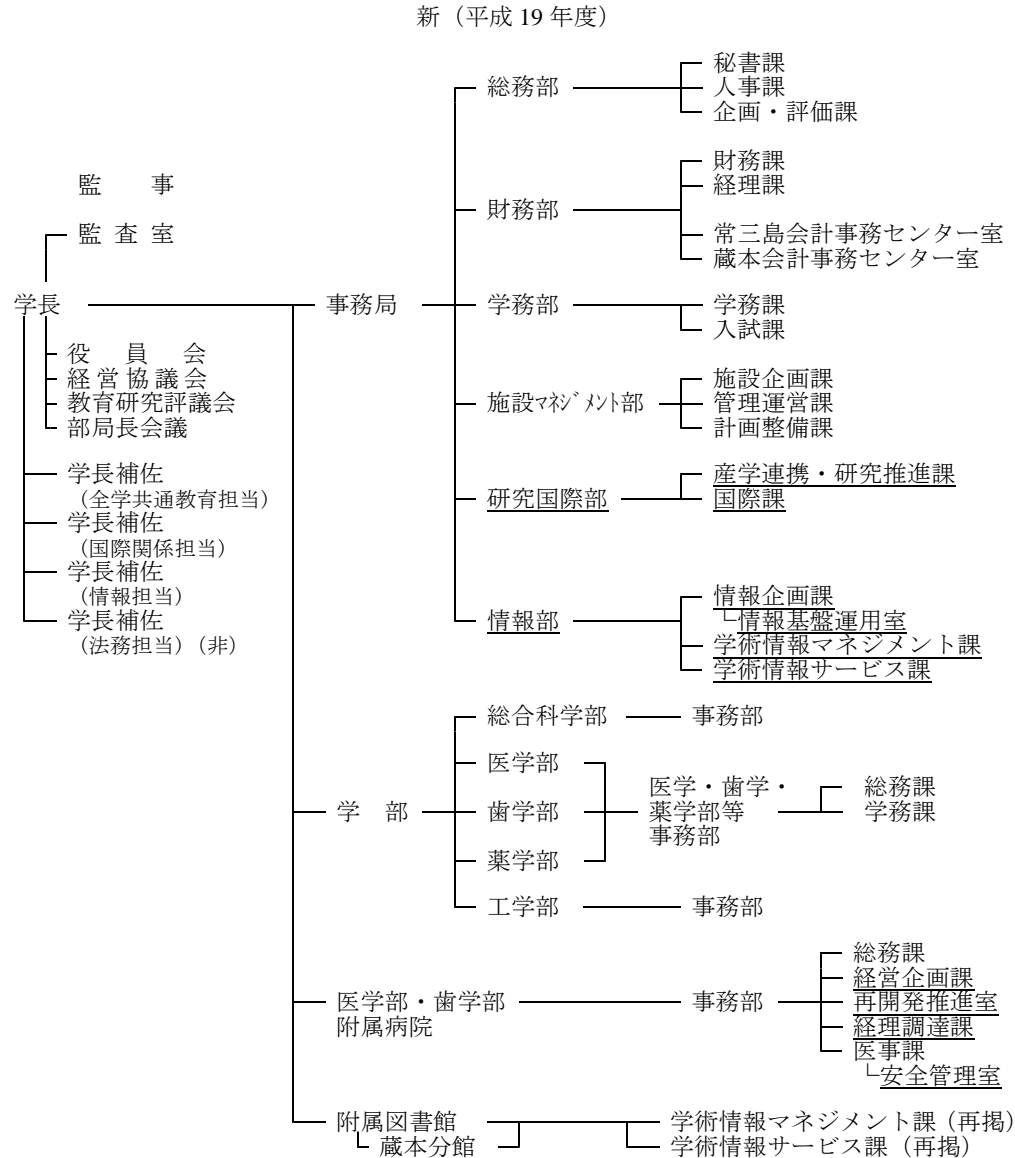 新（平成 19 年度）
総務部
秘書課
人事課
企画・評価課
監　　事
監 査 室
財務部
財務課
経理課
常三島会計事務センター室
蔵本会計事務センター室
学長
事務局
学務部
学務課
入試課
役　員　会
経 営 協 議 会
教育研究評議会
部局長会議
施設ﾏﾈｼﾞﾒﾝﾄ部
施設企画課
管理運営課
計画整備課
学長補佐
（全学共通教育担当）
学長補佐
（国際関係担当）
学長補佐
（情報担当）
学長補佐
（法務担当）（非）
研究国際部
産学連携・研究推進課
国際課
情報部
情報企画課
└情報基盤運用室
学術情報マネジメント課
学術情報サービス課
学　部
総合科学部
事務部
医学部
歯学部
薬学部
医学・歯学・
薬学部等
事務部
総務課
学務課
工学部
事務部
医学部・歯学部
附属病院
事務部
総務課
経営企画課
再開発推進室
経理調達課
医事課
└安全管理室
附属図書館
└ 蔵本分館
学術情報マネジメント課（再掲）
学術情報サービス課（再掲）